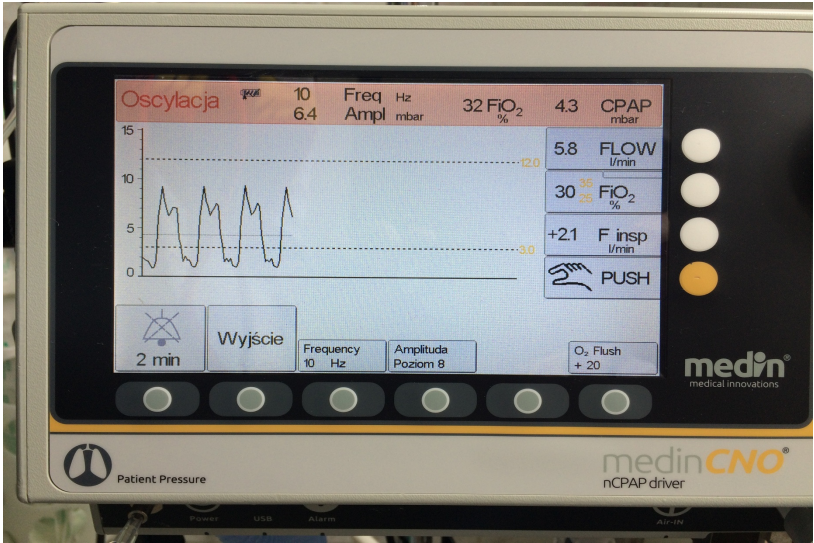 Oscylacja 10 Freq Hz 32 FiO₂ % 4.3 CPAP mbar
6.4 Ampl mbar
15
12.0
10
5
3.0
0
5.8 FLOW l/min
30 35 25 FiO₂ %
+2.1 F insp l/min
PUSH
2 min
Wyjście
Frequency
10 Hz
Amplituda
Poziom 8
O₂ Flush
+ 20
medin®
medical innovations
Patient Pressure
medinCNO®
nCPAP driver
Power USB Alarm Air-IN